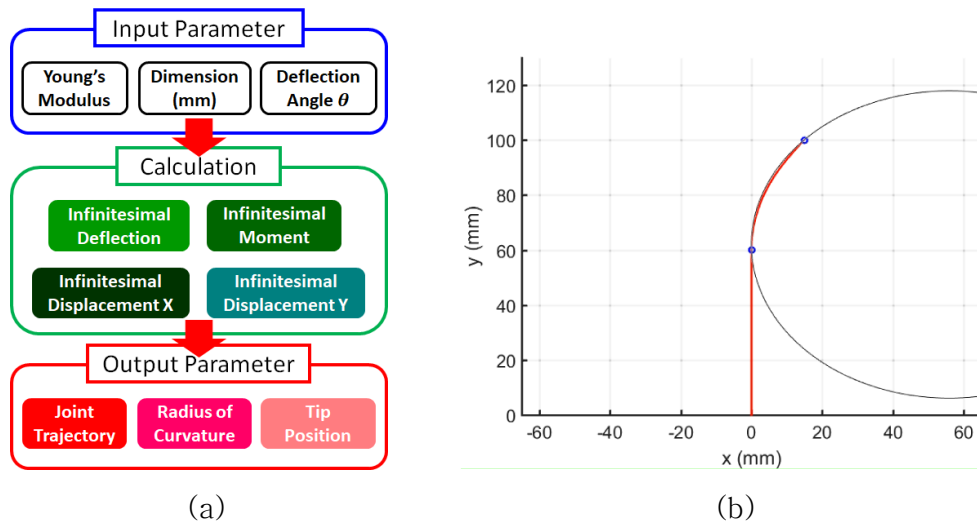 Input Parameter
Young's
Modulus
Dimension
(mm)
Deflection
Angle θ
Calculation
Infinitesimal
Deflection
Infinitesimal
Moment
Infinitesimal
Displacement X
Infinitesimal
Displacement Y
Output Parameter
Joint
Trajectory
Radius of
Curvature
Tip
Position
(a)
y (mm)
120
100
80
60
40
20
0
-60
-40
-20
0
20
40
60
x (mm)
(b)